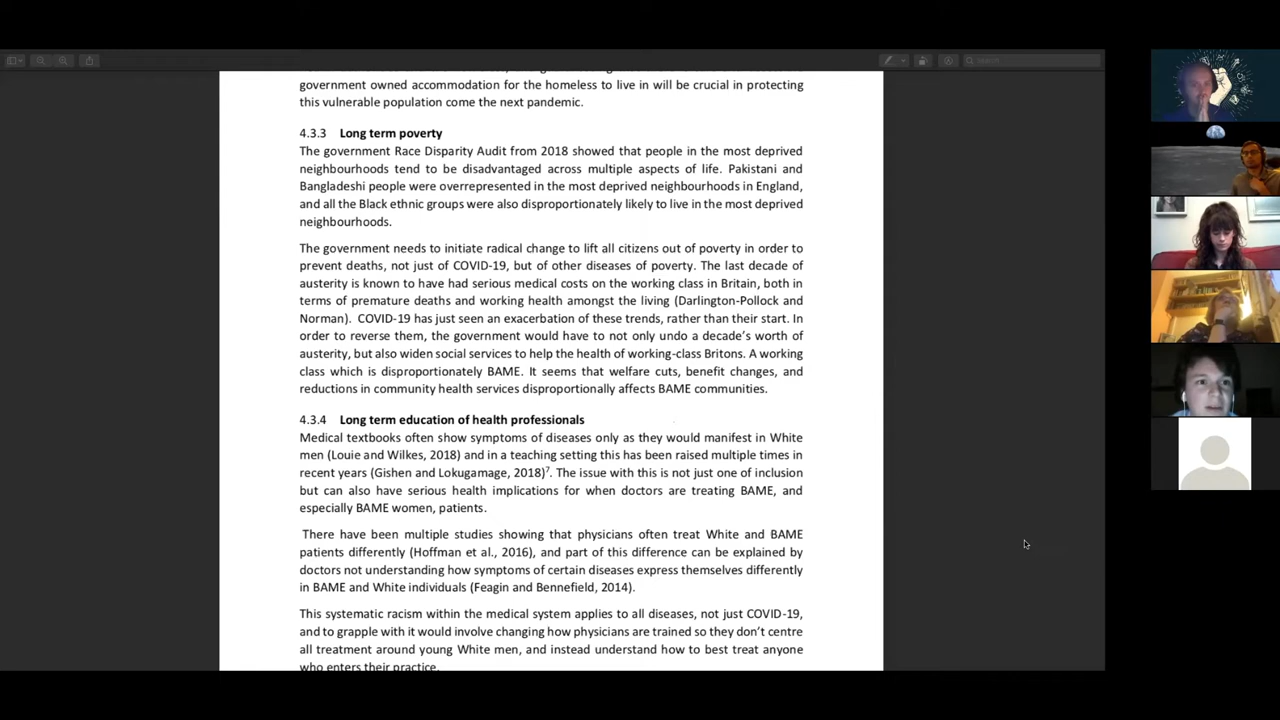 Search
government owned accommodation for the homeless to live in will be crucial in protecting
this vulnerable population come the next pandemic.
4.3.3 Long term poverty
The government Race Disparity Audit from 2018 showed that people in the most deprived
neighbourhoods tend to be disadvantaged across multiple aspects of life. Pakistani and
Bangladeshi people were overrepresented in the most deprived neighbourhoods in England,
and all the Black ethnic groups were also disproportionately likely to live in the most deprived
neighbourhoods.
The government needs to initiate radical change to lift all citizens out of poverty in order to
prevent deaths, not just of COVID-19, but of other diseases of poverty. The last decade of
austerity is known to have had serious medical costs on the working class in Britain, both in
terms of premature deaths and working health amongst the living (Darlington-Pollock and
Norman). COVID-19 has just seen an exacerbation of these trends, rather than their start. In
order to reverse them, the government would have to not only undo a decade's worth of
austerity, but also widen social services to help the health of working-class Britons. A working
class which is disproportionately BAME. It seems that welfare cuts, benefit changes, and
reductions in community health services disproportionally affects BAME communities.
4.3.4 Long term education of health professionals
Medical textbooks often show symptoms of diseases only as they would manifest in White
men (Louie and Wilkes, 2018) and in a teaching setting this has been raised multiple times in
recent years (Gishen and Lokugamage, 2018)⁷. The issue with this is not just one of inclusion
but can also have serious health implications for when doctors are treating BAME, and
especially BAME women, patients.
There have been multiple studies showing that physicians often treat White and BAME
patients differently (Hoffman et al., 2016), and part of this difference can be explained by
doctors not understanding how symptoms of certain diseases express themselves differently
in BAME and White individuals (Feagin and Bennefield, 2014).
This systematic racism within the medical system applies to all diseases, not just COVID-19,
and to grapple with it would involve changing how physicians are trained so they don't centre
all treatment around young White men, and instead understand how to best treat anyone
who enters their practice.